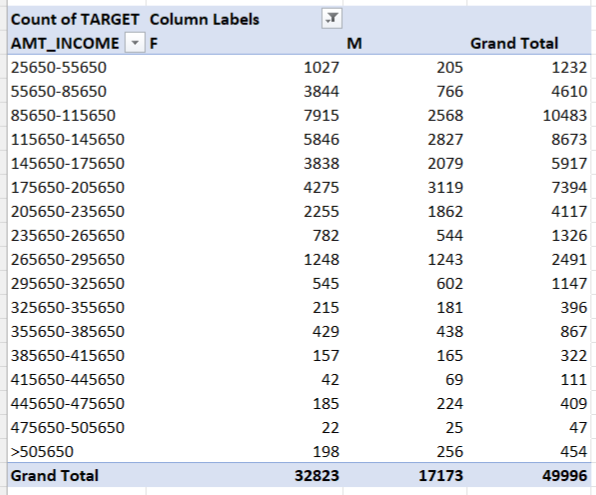 Count of TARGET Column Labels
AMT_INCOME F M Grand Total
25650-55650 1027 205 1232
55650-85650 3844 766 4610
85650-115650 7915 2568 10483
115650-145650 5846 2827 8673
145650-175650 3838 2079 5917
175650-205650 4275 3119 7394
205650-235650 2255 1862 4117
235650-265650 782 544 1326
265650-295650 1248 1243 2491
295650-325650 545 602 1147
325650-355650 215 181 396
355650-385650 429 438 867
385650-415650 157 165 322
415650-445650 42 69 111
445650-475650 185 224 409
475650-505650 22 25 47
>505650 198 256 454
Grand Total 32823 17173 49996